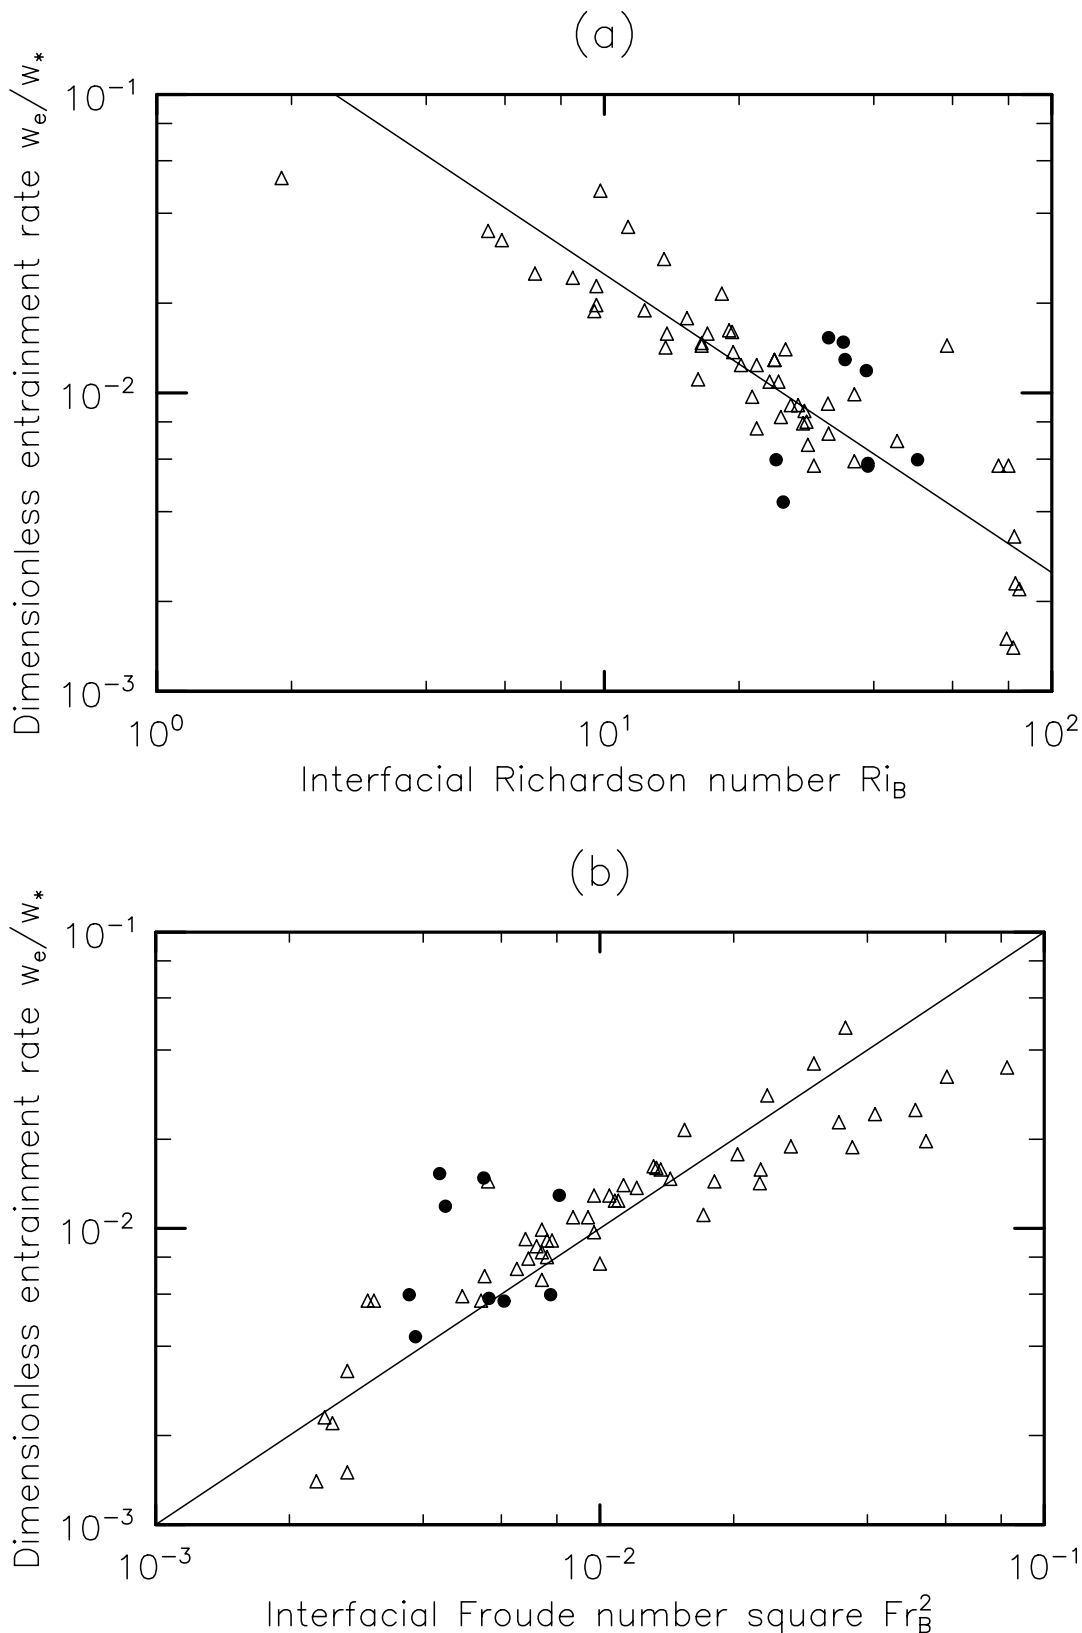 (a)
Dimensionless entrainment rate w_e/w_*
10^-1
10^-2
10^-3
10^0 10^1 10^2
Interfacial Richardson number Ri_B
(b)
Dimensionless entrainment rate w_e/w_*
10^-1
10^-2
10^-3
10^-3 10^-2 10^-1
Interfacial Froude number square Fr_B^2